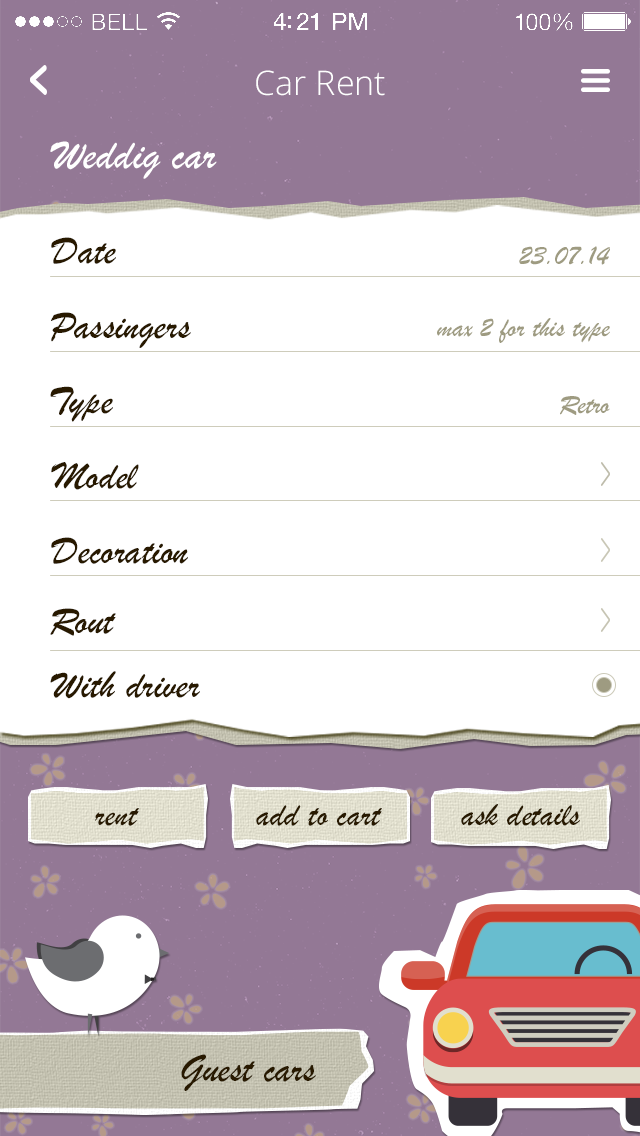 BELL 4:21 PM 100%
Car Rent
Weddig car
Date 23.07.14
Passingers max 2 for this type
Type Retro
Model
Decoration
Rout
With driver
rent add to cart ask details
Guest cars